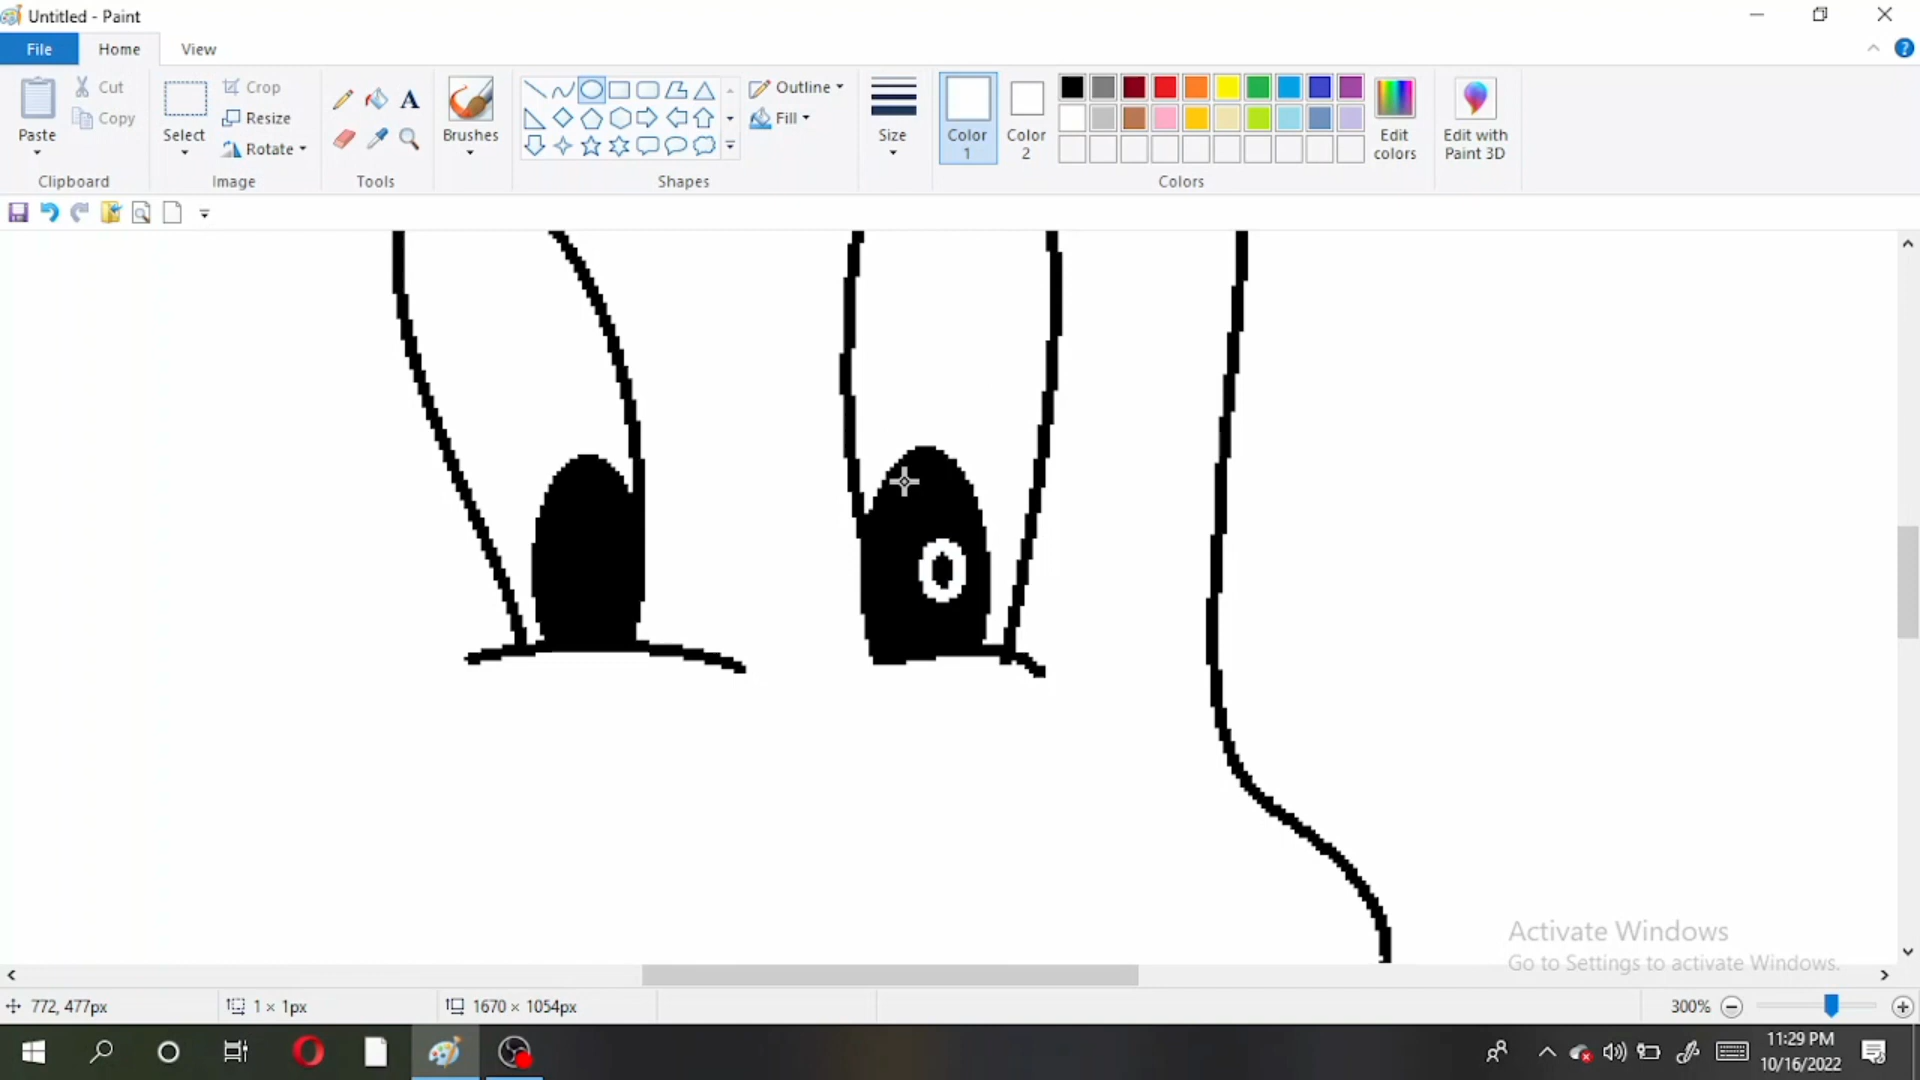 Untitled - Paint
File Home View
Paste Cut Copy Clipboard
Select Crop Resize Rotate Image
Tools
Brushes
Shapes
Outline Fill
Size
Color 1
Color 2
Colors
Edit colors
Edit with Paint 3D
Activate Windows
Go to Settings to activate Windows.
772, 477px 1 × 1px 1670 × 1054px 300%
11:29 PM
10/16/2022